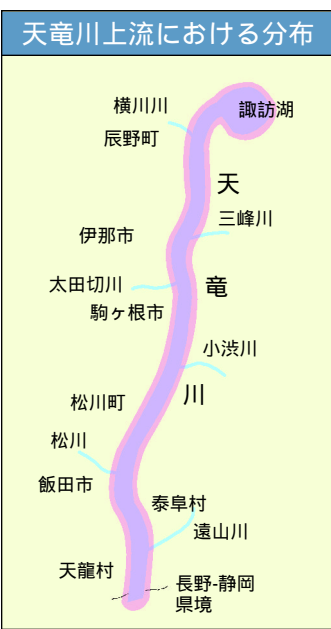 天竜川上流における分布
横川川
諏訪湖
辰野町
天
三峰川
伊那市
太田切川
竜
駒ヶ根市
小渋川
川
松川町
松川
飯田市
泰阜村
遠山川
天龍村
長野-静岡
県境